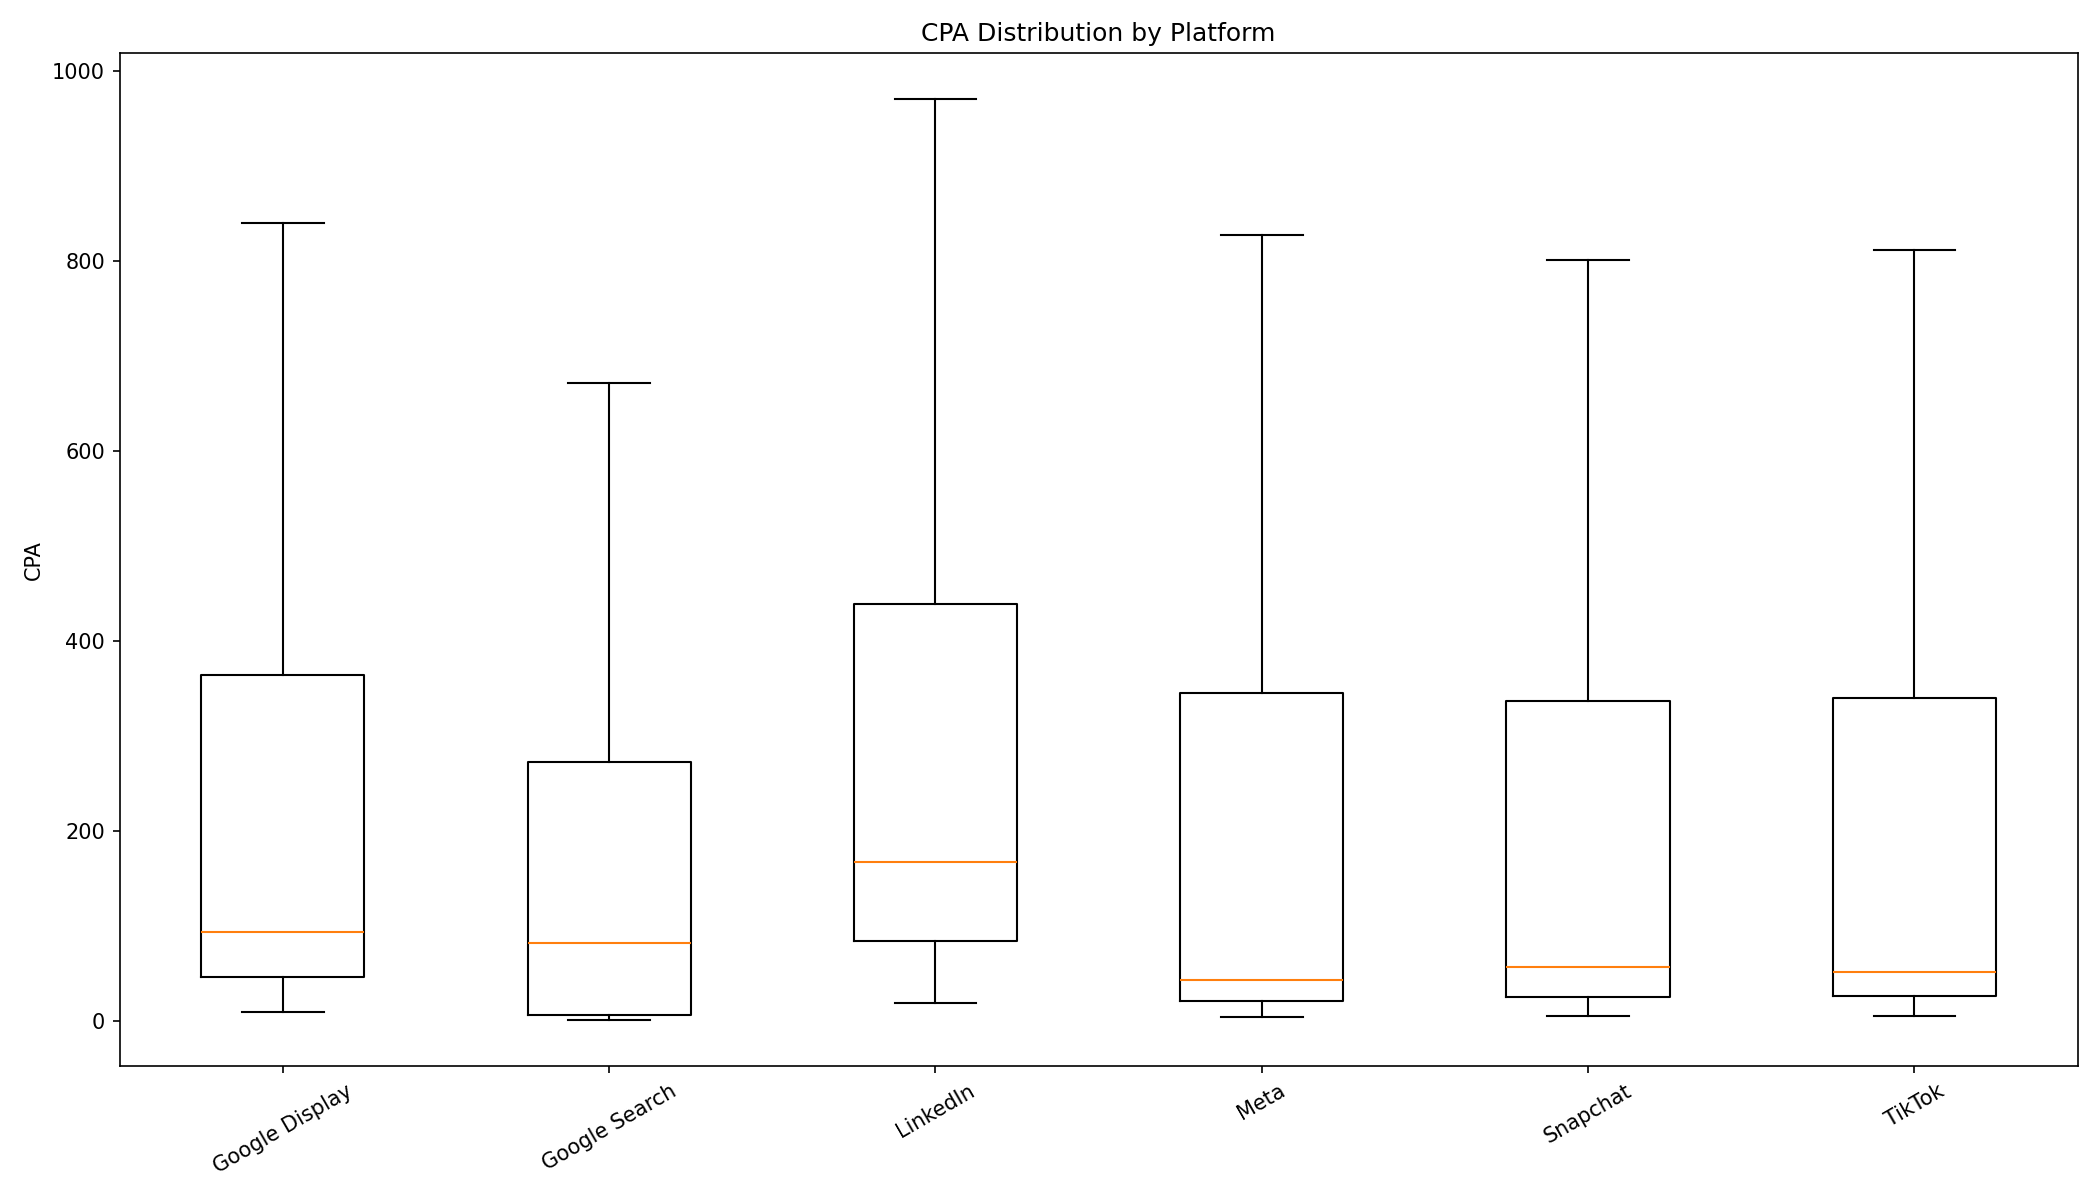 CPA Distribution by Platform
1000
800
600
400
200
0
CPA
Google Display
Google Search
LinkedIn
Meta
Snapchat
TikTok